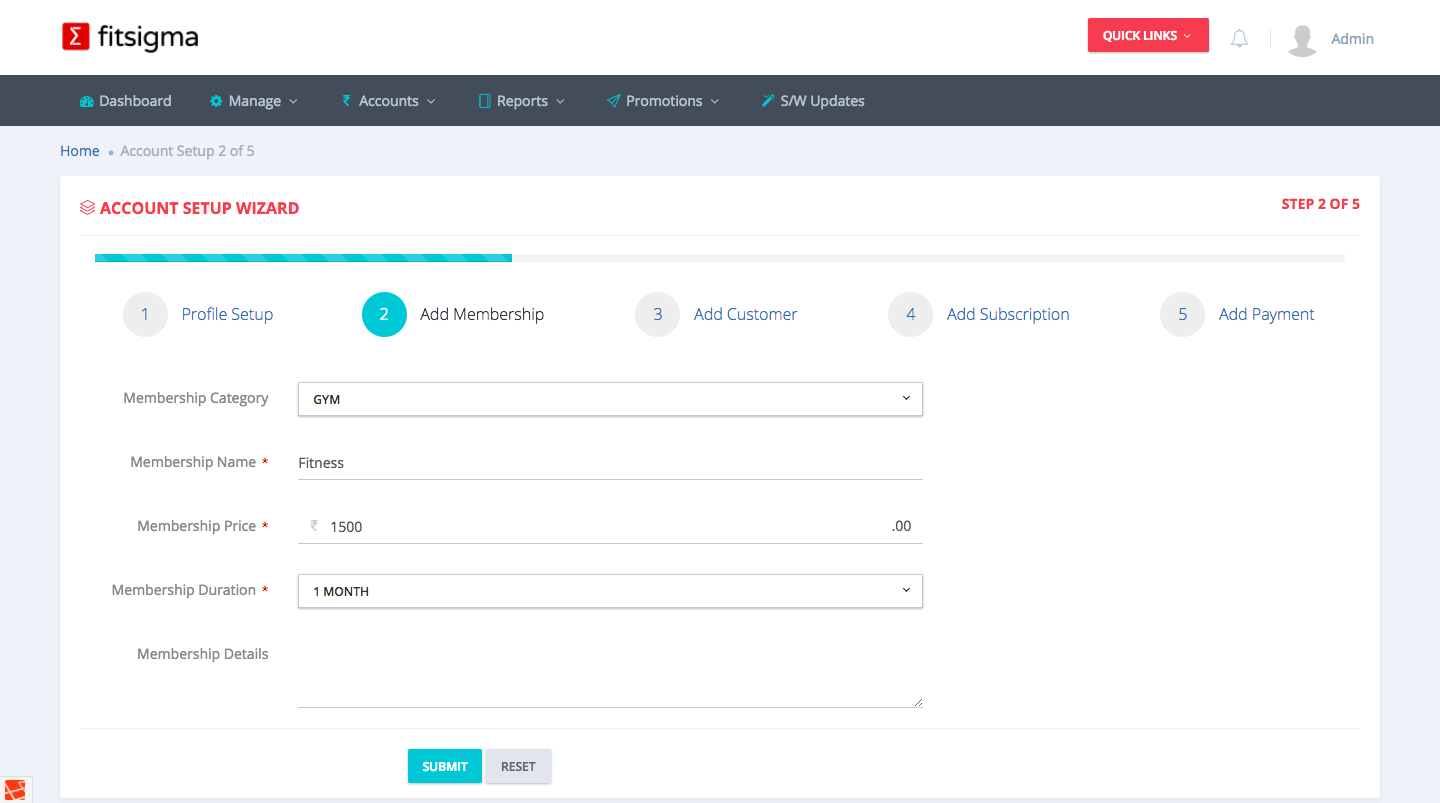 Σ fitsigma
QUICK LINKS
Admin
Dashboard Manage ₹ Accounts Reports Promotions S/W Updates
Home • Account Setup 2 of 5
ACCOUNT SETUP WIZARD
STEP 2 OF 5
1 Profile Setup 2 Add Membership 3 Add Customer 4 Add Subscription 5 Add Payment
Membership Category GYM
Membership Name * Fitness
Membership Price * ₹ 1500 .00
Membership Duration * 1 MONTH
Membership Details
SUBMIT RESET